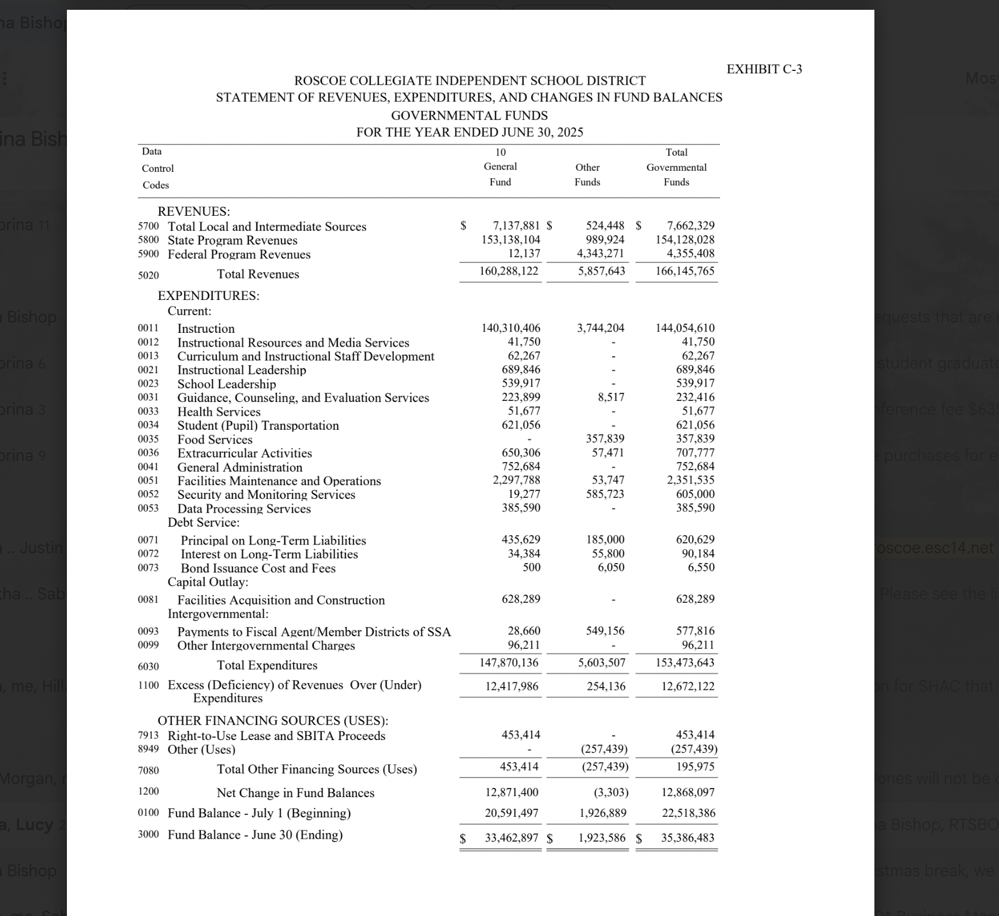 EXHIBIT C-3
ROSCOE COLLEGIATE INDEPENDENT SCHOOL DISTRICT
STATEMENT OF REVENUES, EXPENDITURES, AND CHANGES IN FUND BALANCES
GOVERNMENTAL FUNDS
FOR THE YEAR ENDED JUNE 30, 2025
Data 10 Total
Control General Other Governmental
Codes Fund Funds Funds
REVENUES:
5700 Total Local and Intermediate Sources $ 7,137,881 $ 524,448 $ 7,662,329
5800 State Program Revenues 153,138,104 989,924 154,128,028
5900 Federal Program Revenues 12,137 4,343,271 4,355,408
5020 Total Revenues 160,288,122 5,857,643 166,145,765
EXPENDITURES:
Current:
0011 Instruction 140,310,406 3,744,204 144,054,610
0012 Instructional Resources and Media Services 41,750 - 41,750
0013 Curriculum and Instructional Staff Development 62,267 - 62,267
0021 Instructional Leadership 689,846 - 689,846
0023 School Leadership 539,917 - 539,917
0031 Guidance, Counseling, and Evaluation Services 223,899 8,517 232,416
0033 Health Services 51,677 - 51,677
0034 Student (Pupil) Transportation 621,056 - 621,056
0035 Food Services - 357,839 357,839
0036 Extracurricular Activities 650,306 57,471 707,777
0041 General Administration 752,684 - 752,684
0051 Facilities Maintenance and Operations 2,297,788 53,747 2,351,535
0052 Security and Monitoring Services 19,277 585,723 605,000
0053 Data Processing Services 385,590 - 385,590
Debt Service:
0071 Principal on Long-Term Liabilities 435,629 185,000 620,629
0072 Interest on Long-Term Liabilities 34,384 55,800 90,184
0073 Bond Issuance Cost and Fees 500 6,050 6,550
Capital Outlay:
0081 Facilities Acquisition and Construction 628,289 - 628,289
Intergovernmental:
0093 Payments to Fiscal Agent/Member Districts of SSA 28,660 549,156 577,816
0099 Other Intergovernmental Charges 96,211 - 96,211
6030 Total Expenditures 147,870,136 5,603,507 153,473,643
1100 Excess (Deficiency) of Revenues Over (Under) 12,417,986 254,136 12,672,122
Expenditures
OTHER FINANCING SOURCES (USES):
7913 Right-to-Use Lease and SBITA Proceeds 453,414 - 453,414
8949 Other (Uses) - (257,439) (257,439)
7080 Total Other Financing Sources (Uses) 453,414 (257,439) 195,975
1200 Net Change in Fund Balances 12,871,400 (3,303) 12,868,097
0100 Fund Balance - July 1 (Beginning) 20,591,497 1,926,889 22,518,386
3000 Fund Balance - June 30 (Ending) $ 33,462,897 $ 1,923,586 $ 35,386,483